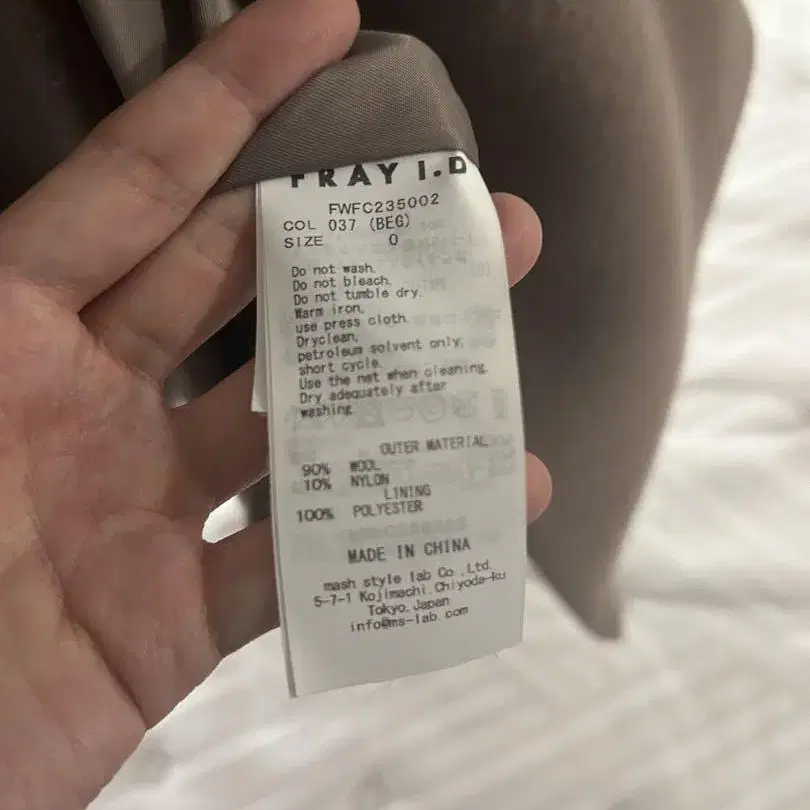 FRAY I.D
FWFC235002
COL 037 (BEG)
SIZE 0
Do not wash.
Do not bleach.
Do not tumble dry.
Warm iron,
use press cloth.
Dryclean,
petroleum solvent only,
short cycle.
Use the net when cleaning.
Dry adequately after
washing
OUTER MATERIAL
90% WOOL
10% NYLON
LINING
100% POLYESTER
MADE IN CHINA
mash style lab Co.,Ltd.
5-7-1 Kojimachi,Chiyoda-ku
Tokyo,Japan
info@ms-lab.com